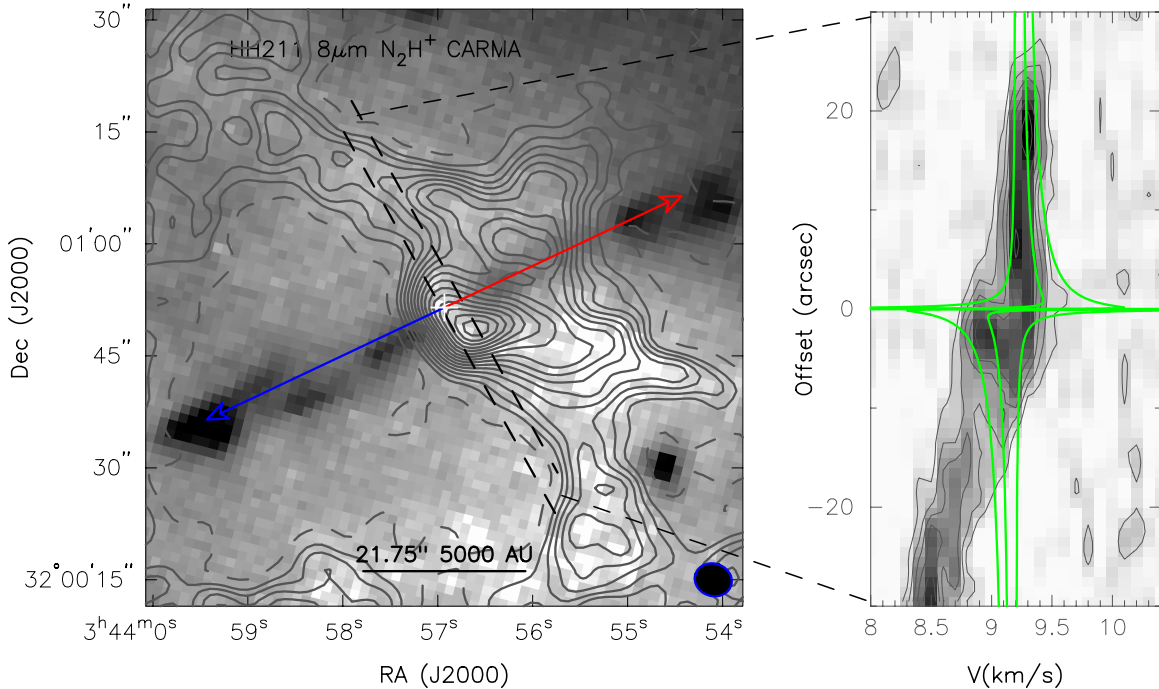 HH211 8μm N₂H⁺ CARMA
30"
15"
01'00"
45"
30"
32°00'15"
Dec (J2000)
21.75" 5000 AU
3ʰ44ᵐ0ˢ 59ˢ 58ˢ 57ˢ 56ˢ 55ˢ 54ˢ
RA (J2000)
20
0
−20
Offset (arcsec)
8 8.5 9 9.5 10
V(km/s)